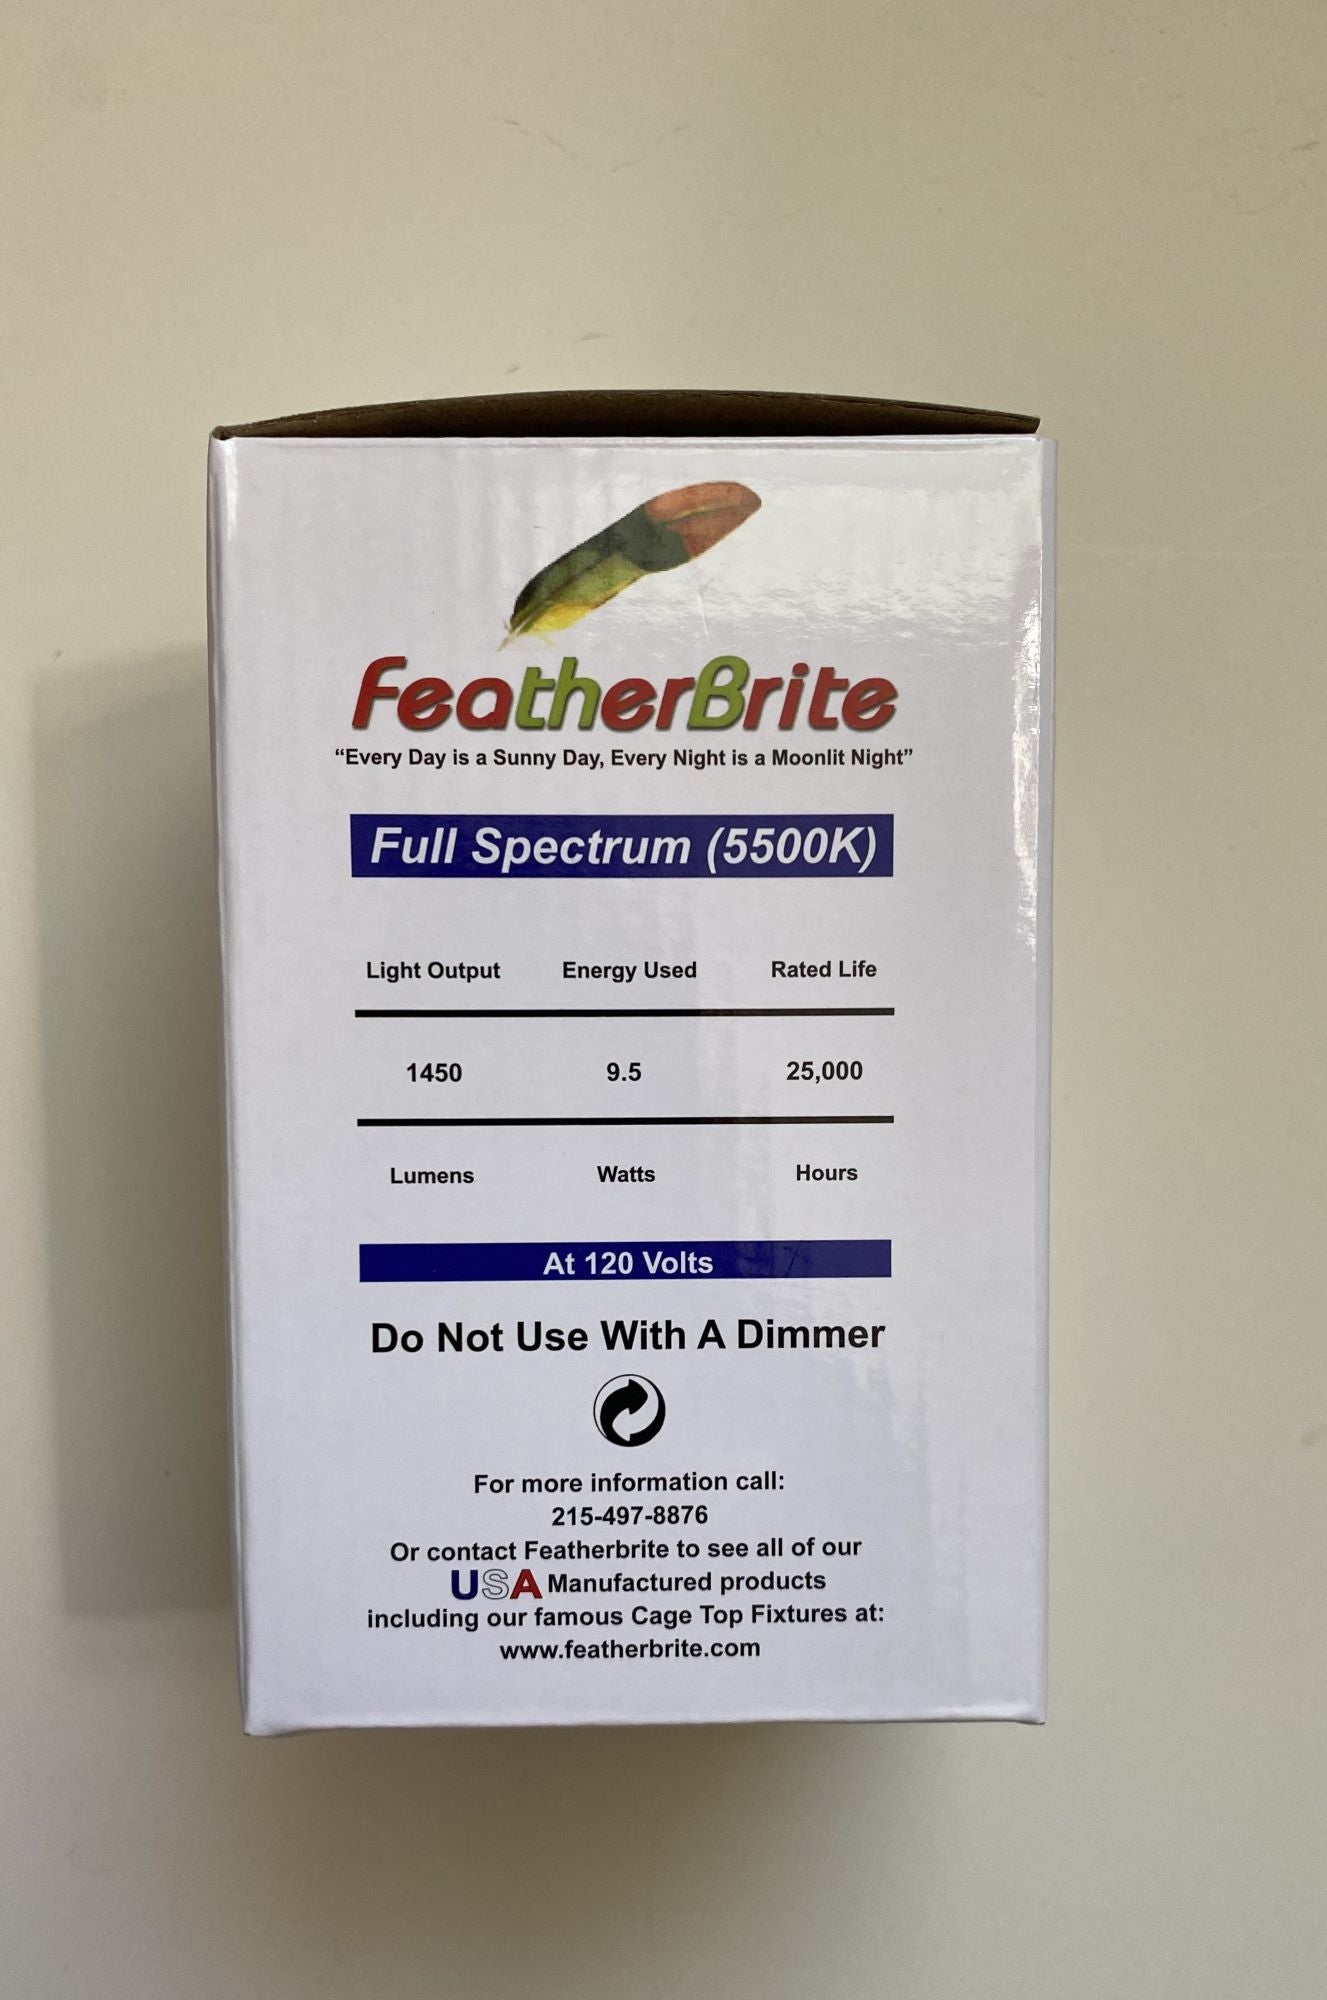 FeatherBrite
“Every Day is a Sunny Day, Every Night is a Moonlit Night”
Full Spectrum (5500K)
Light Output Energy Used Rated Life
1450 9.5 25,000
Lumens Watts Hours
At 120 Volts
Do Not Use With A Dimmer
For more information call:
215-497-8876
Or contact Featherbrite to see all of our
USA Manufactured products
including our famous Cage Top Fixtures at:
www.featherbrite.com